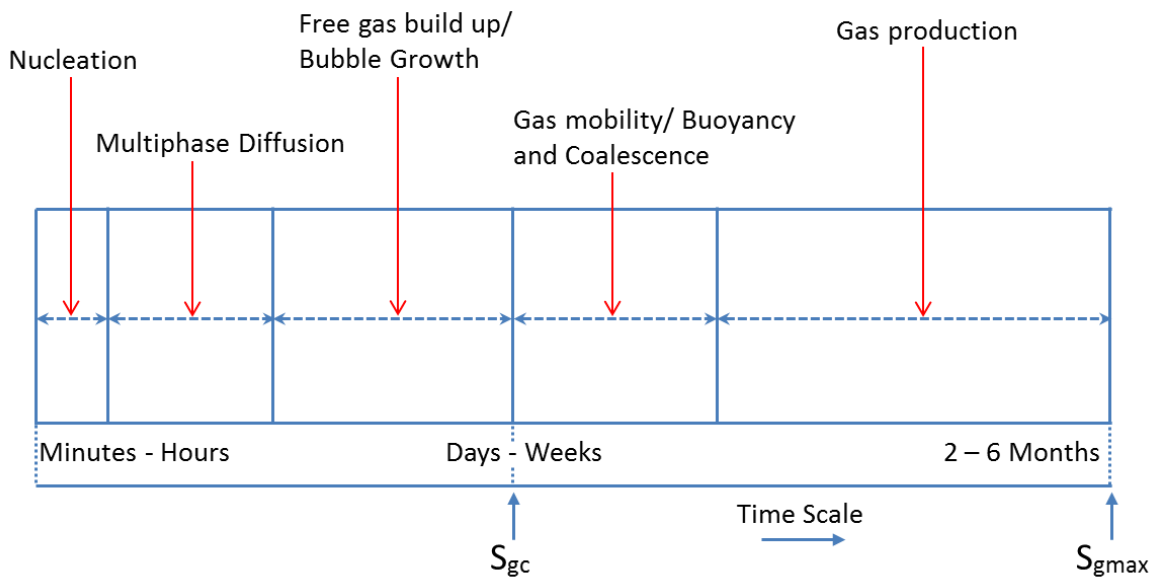 Nucleation
Multiphase Diffusion
Free gas build up/
Bubble Growth
Gas mobility/ Buoyancy
and Coalescence
Gas production
Minutes - Hours
Days - Weeks
2 – 6 Months
Time Scale
Sgc
Sgmax